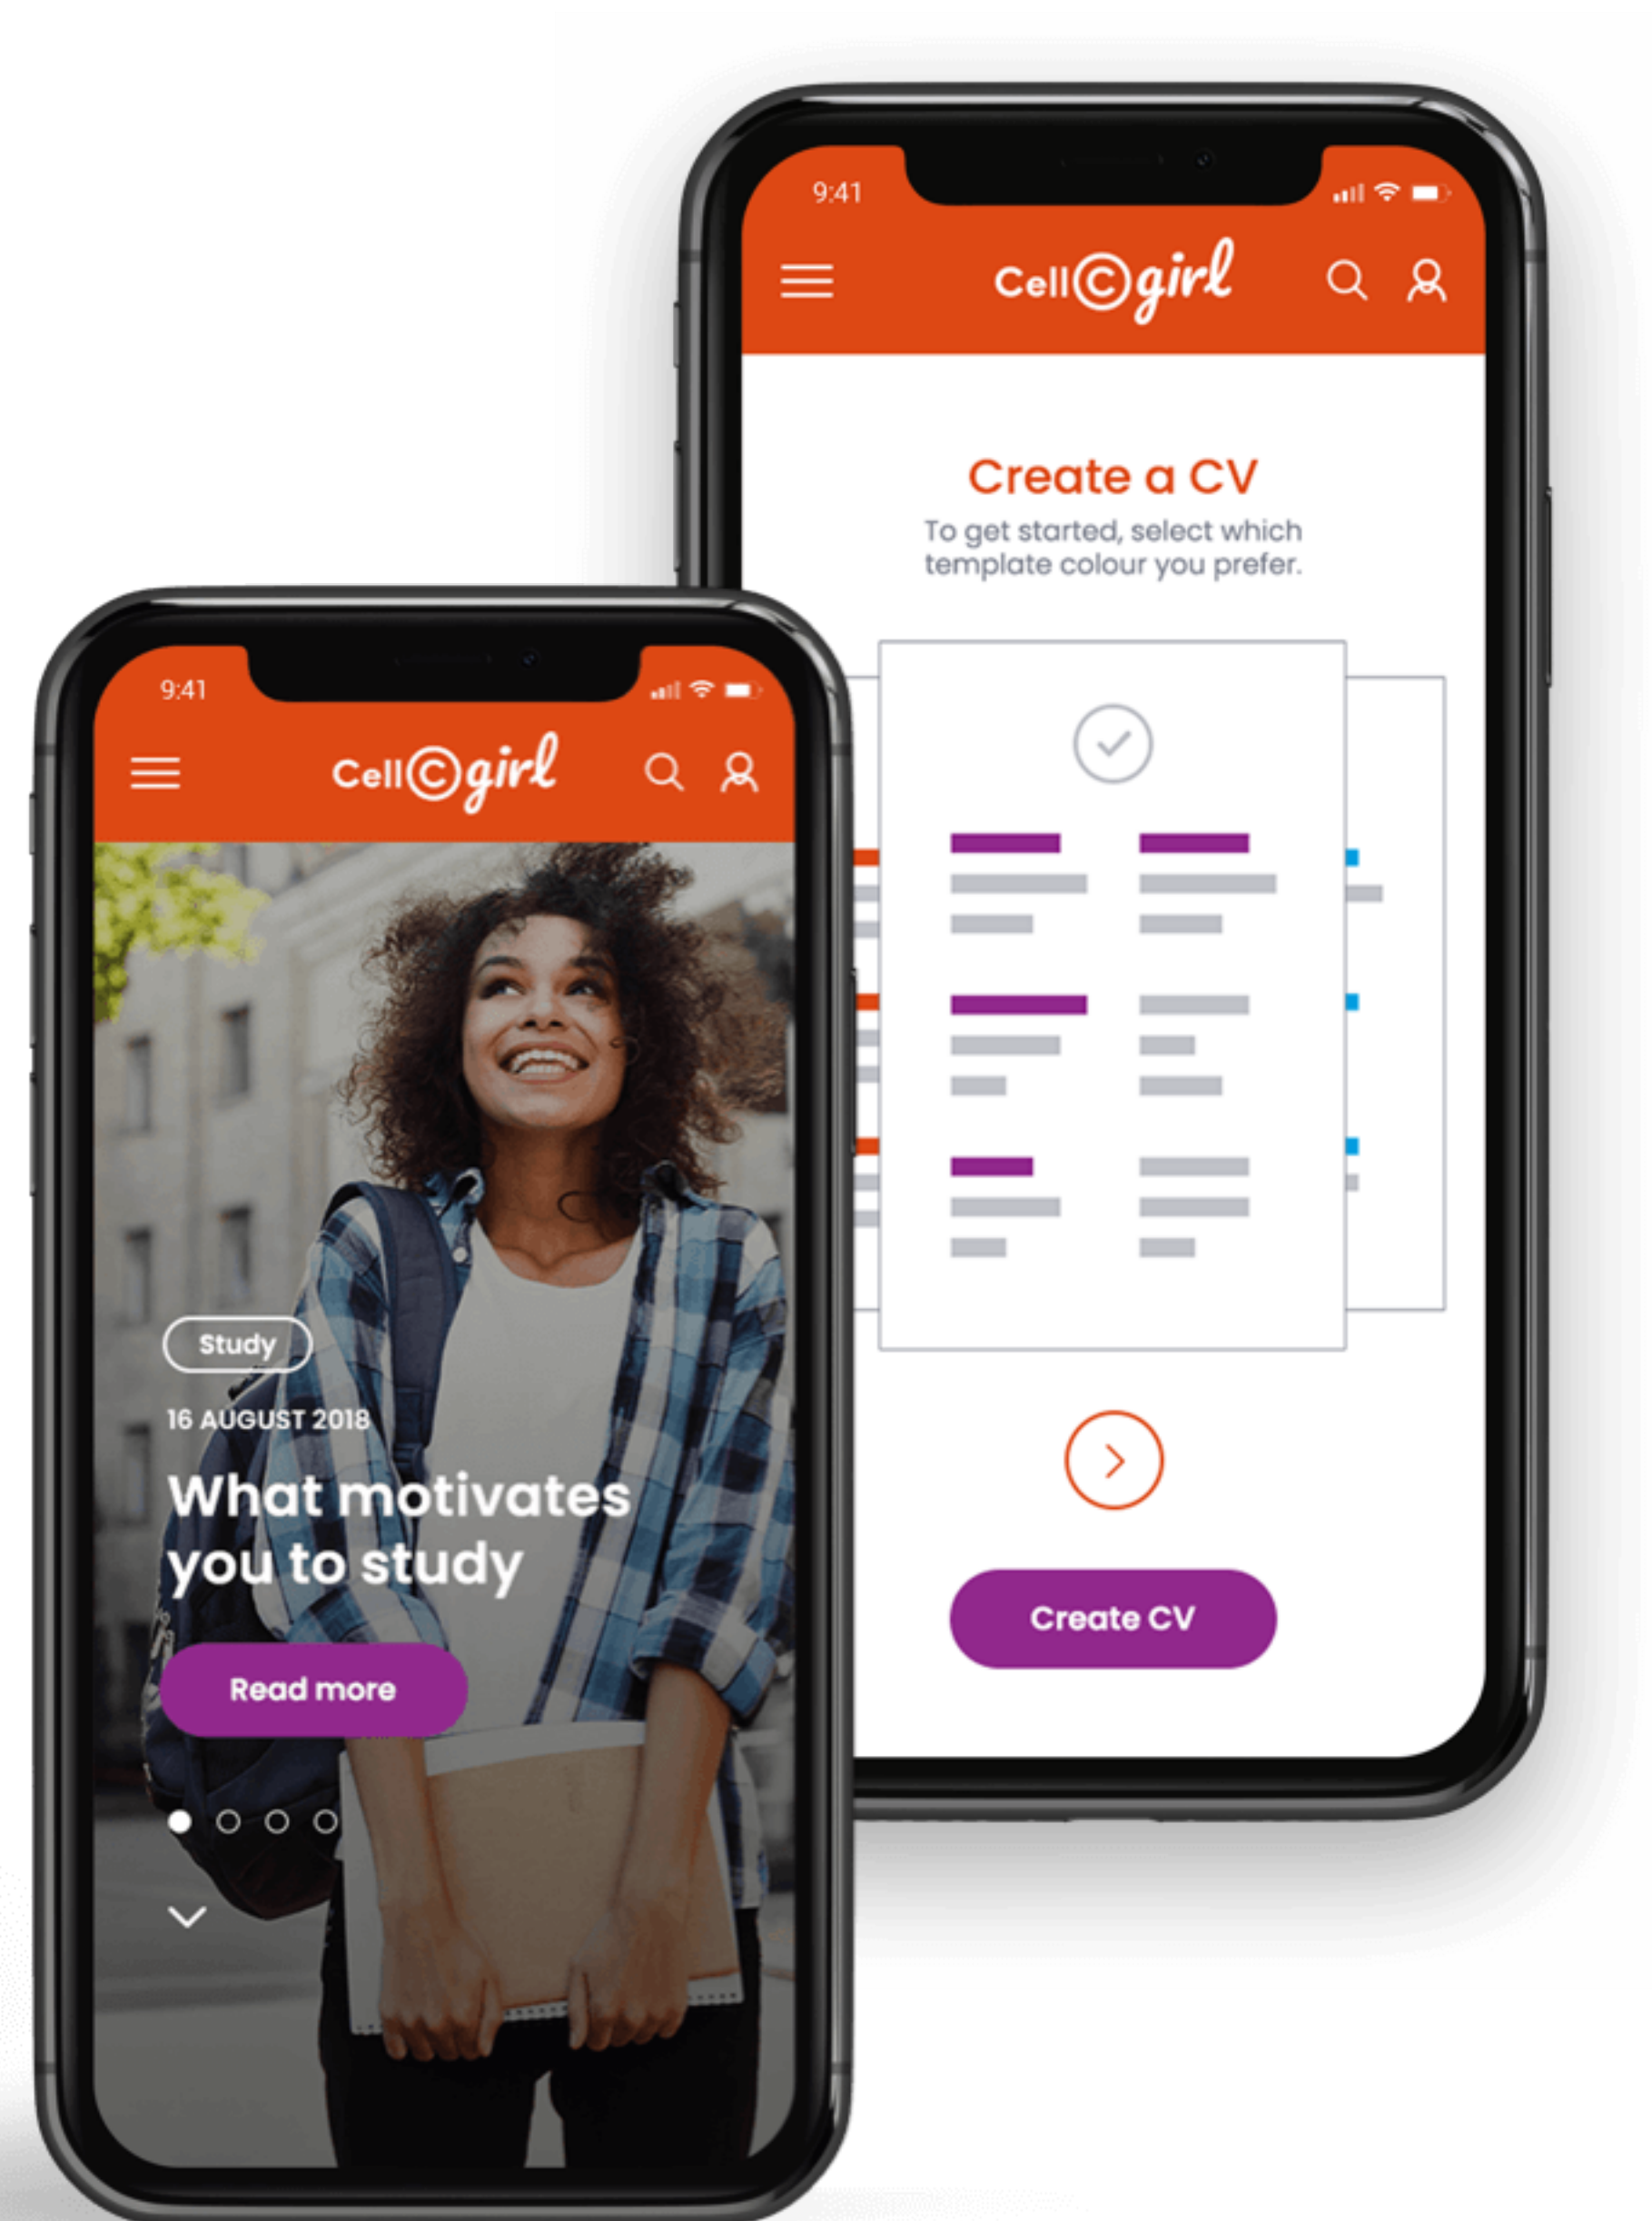 9:41
Cell C girl
Create a CV
To get started, select which
template colour you prefer.
Create CV
9:41
Cell C girl
Study
16 AUGUST 2018
What motivates
you to study
Read more